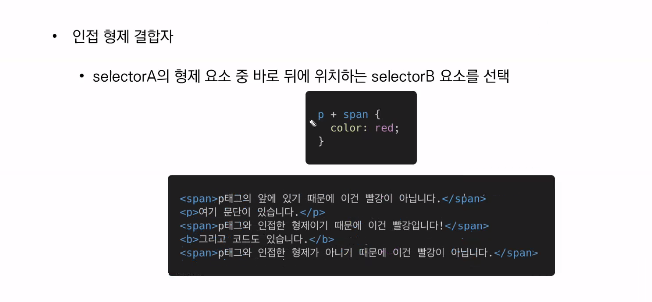 • 인접 형제 결합자
• selectorA의 형제 요소 중 바로 뒤에 위치하는 selectorB 요소를 선택
p + span {
color: red;
}
<span>p태그의 앞에 있기 때문에 이건 빨강이 아닙니다.</span>
<p>여기 문단이 있습니다.</p>
<span>p태그와 인접한 형제이기 때문에 이건 빨강입니다!</span>
<b>그리고 코드도 있습니다.</b>
<span>p태그와 인접한 형제가 아니기 때문에 이건 빨강이 아닙니다.</span>